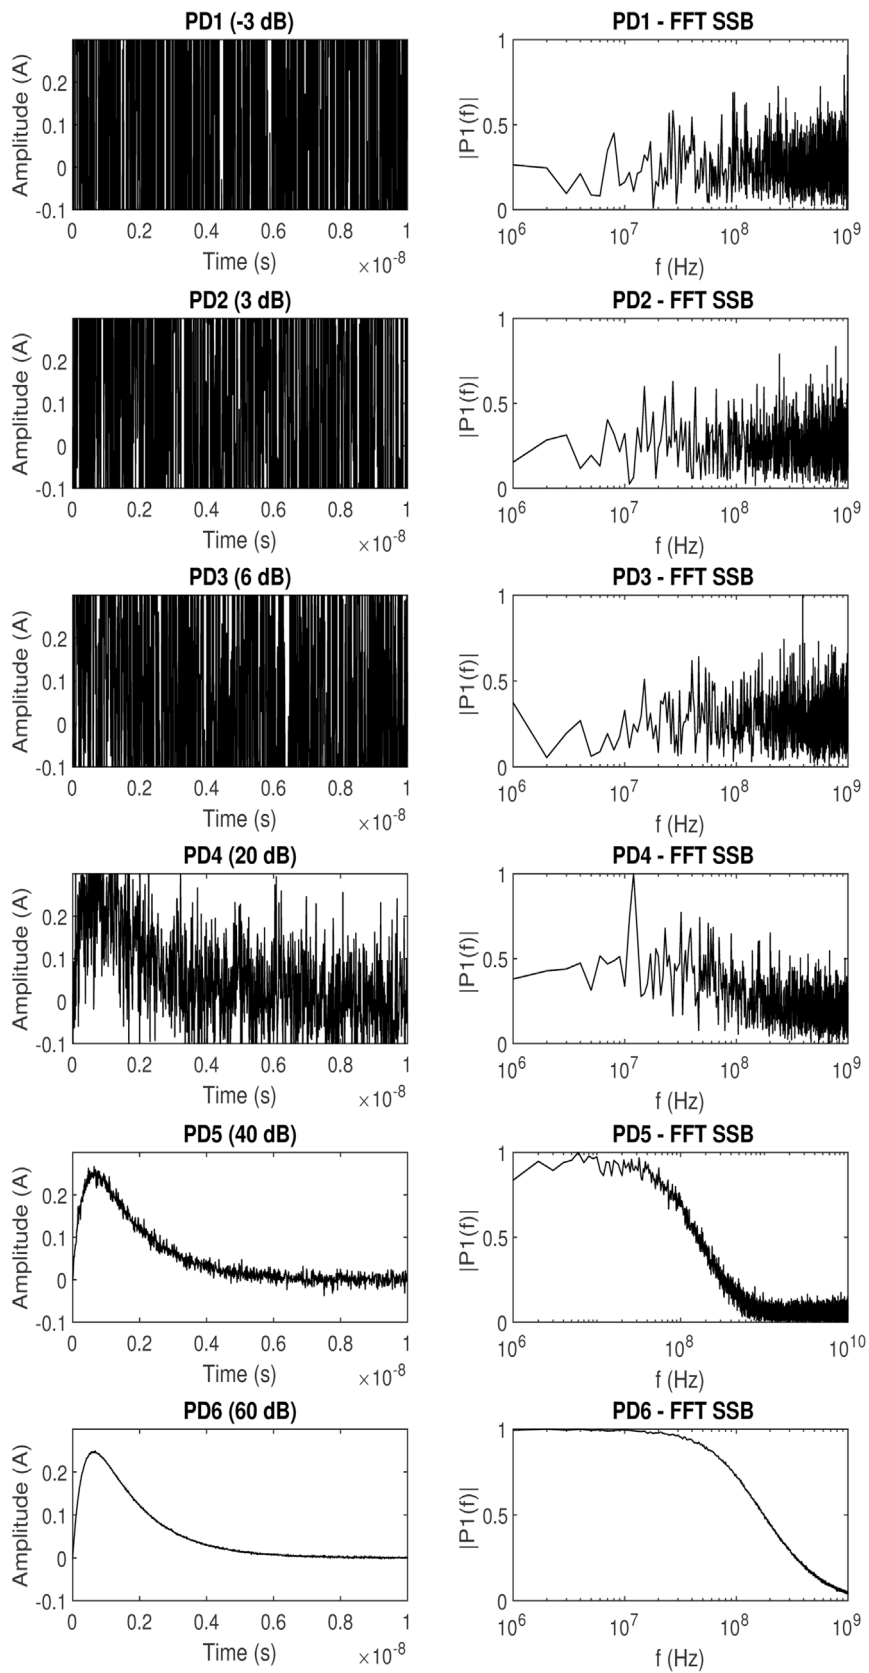 PD1 (-3 dB)
Amplitude (A)
0.2
0.1
0
-0.1
0 0.2 0.4 0.6 0.8 1
Time (s)
×10-8
PD1 - FFT SSB
|P1(f)|
1
0.5
0
10^6 10^7 10^8 10^9
f (Hz)
PD2 (3 dB)
Amplitude (A)
0.2
0.1
0
-0.1
0 0.2 0.4 0.6 0.8 1
Time (s)
×10-8
PD2 - FFT SSB
|P1(f)|
1
0.5
0
10^6 10^7 10^8 10^9
f (Hz)
PD3 (6 dB)
Amplitude (A)
0.2
0.1
0
-0.1
0 0.2 0.4 0.6 0.8 1
Time (s)
×10-8
PD3 - FFT SSB
|P1(f)|
1
0.5
0
10^6 10^7 10^8 10^9
f (Hz)
PD4 (20 dB)
Amplitude (A)
0.2
0.1
0
-0.1
0 0.2 0.4 0.6 0.8 1
Time (s)
×10-8
PD4 - FFT SSB
|P1(f)|
1
0.5
0
10^6 10^7 10^8 10^9
f (Hz)
PD5 (40 dB)
Amplitude (A)
0.2
0.1
0
-0.1
0 0.2 0.4 0.6 0.8 1
Time (s)
×10-8
PD5 - FFT SSB
|P1(f)|
1
0.5
0
10^6 10^8 10^10
f (Hz)
PD6 (60 dB)
Amplitude (A)
0.2
0.1
0
-0.1
0 0.2 0.4 0.6 0.8 1
Time (s)
×10-8
PD6 - FFT SSB
|P1(f)|
1
0.5
0
10^6 10^7 10^8 10^9
f (Hz)